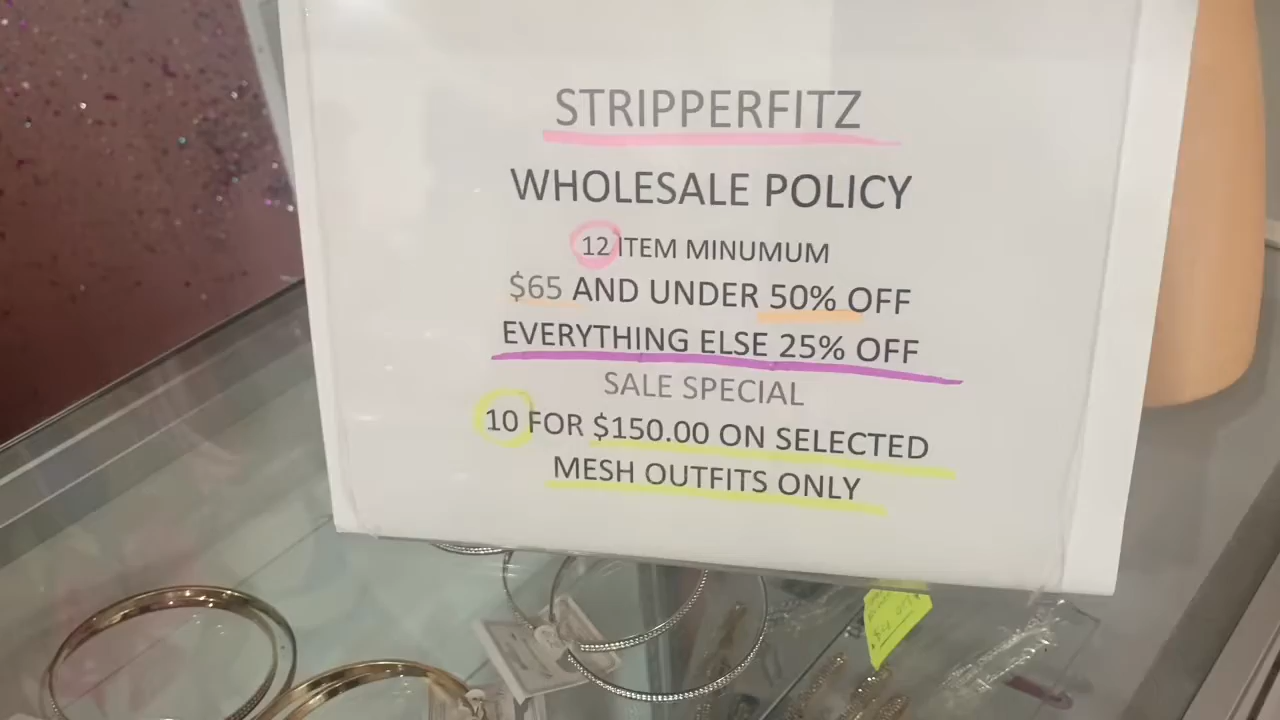 STRIPPERFITZ
WHOLESALE POLICY
12 ITEM MINUMUM
$65 AND UNDER 50% OFF
EVERYTHING ELSE 25% OFF
SALE SPECIAL
10 FOR $150.00 ON SELECTED
MESH OUTFITS ONLY